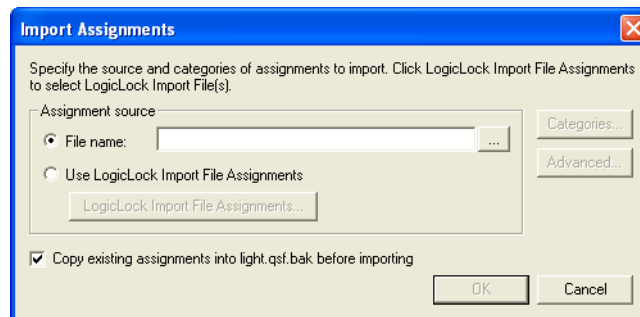 Import Assignments
Specify the source and categories of assignments to import. Click LogicLock Import File Assignments
to select LogicLock Import File(s).
Assignment source
File name:
...
Categories...
Advanced...
Use LogicLock Import File Assignments
LogicLock Import File Assignments...
Copy existing assignments into light.qsf.bak before importing
OK
Cancel